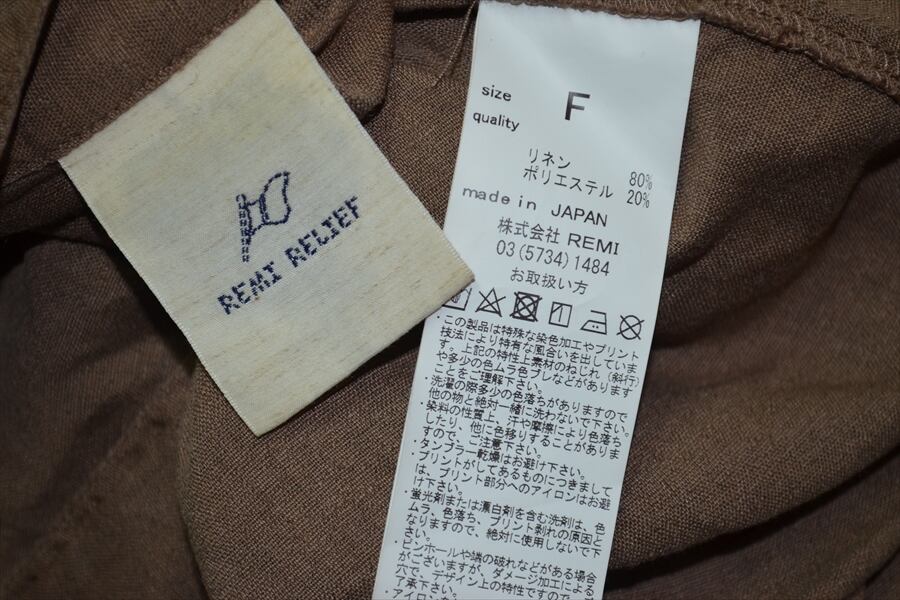 REMI RELIEF
size F
quality
リネン 80%
ポリエステル 20%
made in JAPAN
株式会社 REMI
03(5734)1484
お取扱い方
・この製品は特殊な染色加工やプリント
技法により特有な風合いを出していま
す。上記の特性上素材のねじれ(斜行)
や多少の色ムラ色ブレなどがあります
ことをご理解下さい。
・洗濯の際多少の色落ちがありますので
他の物と絶対一緒に洗わないで下さい。
・染料の性質上、汗や摩擦により色落ち
したり、他に色移りすることがありま
すので、ご注意下さい。
・タンブラー乾燥はお避け下さい。
・プリントがしてあるものにつきまして
は、プリント部分へのアイロンはお避
け下さい。
・蛍光剤または漂白剤を含む洗剤は、色
ムラ、色落ち、プリント剥れの原因と
なりますので、絶対に使用しないで下
さい。
・ピンホールや端の破れなどがある場合
がございますが、ダメージ加工による
穴で、デザイン上の特性ですので
了承下さい。